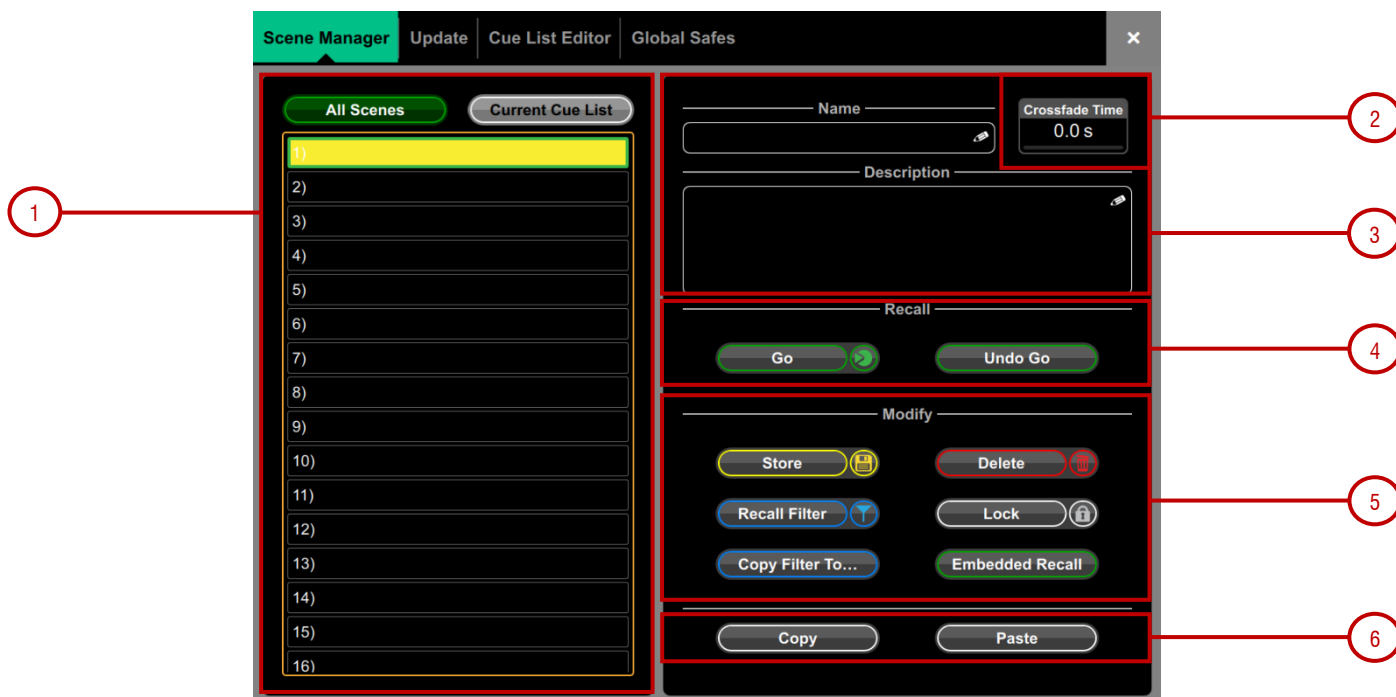 Scene Manager Update Cue List Editor Global Safes ×
All Scenes Current Cue List
1)
2)
3)
4)
5)
6)
7)
8)
9)
10)
11)
12)
13)
14)
15)
16)
Name
Crossfade Time
0.0 s
Description
Recall
Go Undo Go
Modify
Store Delete
Recall Filter Lock
Copy Filter To... Embedded Recall
Copy Paste
1
2
3
4
5
6